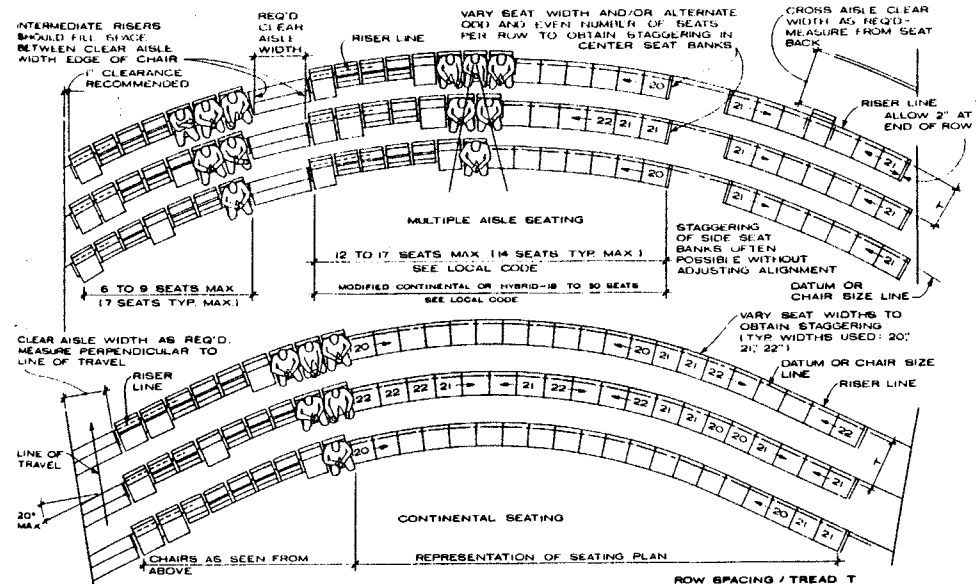 INTERMEDIATE RISERS
SHOULD FILL SPACE
BETWEEN CLEAR AISLE
WIDTH EDGE OF CHAIR
1" CLEARANCE
RECOMMENDED
REQ'D
CLEAR
AISLE
WIDTH
RISER LINE
VARY SEAT WIDTH AND/OR ALTERNATE
ODD AND EVEN NUMBER OF SEATS
PER ROW TO OBTAIN STAGGERING IN
CENTER SEAT BANKS
CROSS AISLE CLEAR
WIDTH AS REQ'D-
MEASURE FROM SEAT
BACK
RISER LINE
ALLOW 2" AT
END OF ROW
20
22 21 21
20
21
21
21
21
21
21
T
MULTIPLE AISLE SEATING
12 TO 17 SEATS MAX (14 SEATS TYP. MAX.)
SEE LOCAL CODE
MODIFIED CONTINENTAL OR HYBRID-18 TO 30 SEATS
SEE LOCAL CODE
6 TO 9 SEATS MAX
(7 SEATS TYP. MAX.)
STAGGERING
OF SIDE SEAT
BANKS OFTEN
POSSIBLE WITHOUT
ADJUSTING ALIGNMENT
DATUM OR
CHAIR SIZE LINE
CLEAR AISLE WIDTH AS REQ'D.
MEASURE PERPENDICULAR TO
LINE OF TRAVEL
RISER
LINE
VARY SEAT WIDTHS TO
OBTAIN STAGGERING
(TYP. WIDTHS USED: 20,"
21," 22")
DATUM OR CHAIR SIZE
LINE
RISER LINE
20
20 21 22
22
22 22 21
21 22 22 21 21 20 20 21
21
20
21 20 21 21
T
LINE OF
TRAVEL
20°
MAX
CONTINENTAL SEATING
CHAIRS AS SEEN FROM
ABOVE
REPRESENTATION OF SEATING PLAN
ROW SPACING / TREAD T